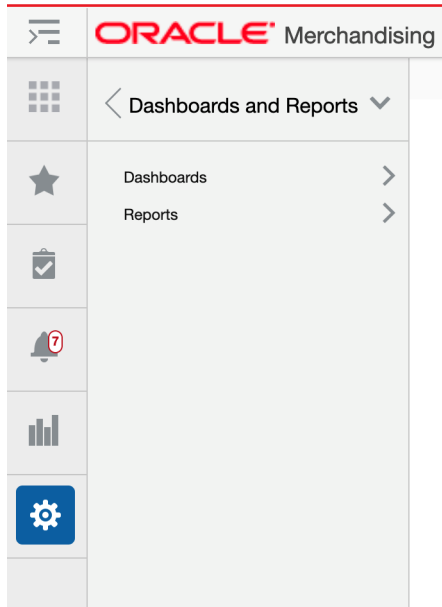 ORACLE® Merchandising
Dashboards and Reports
Dashboards
Reports
7